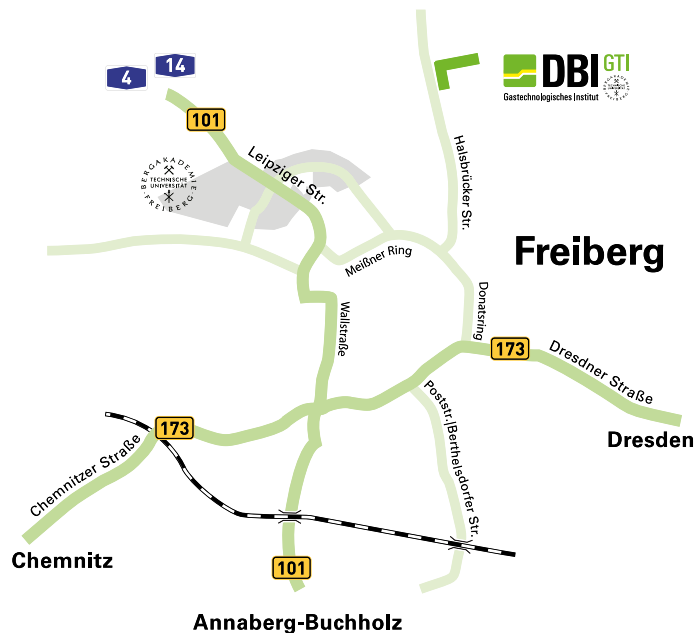 4
14
101
DBI GTI
Gastechnologisches Institut
BERGAKADEMIE
TECHNISCHE
UNIVERSITÄT
FREIBERG
Leipziger Str.
Halsbrücker Str.
Meißner Ring
Freiberg
Donatsring
Wallstraße
173
Dresdner Straße
Dresden
Poststr.|Berthelsdorfer Str.
173
Chemnitzer Straße
Chemnitz
101
Annaberg-Buchholz